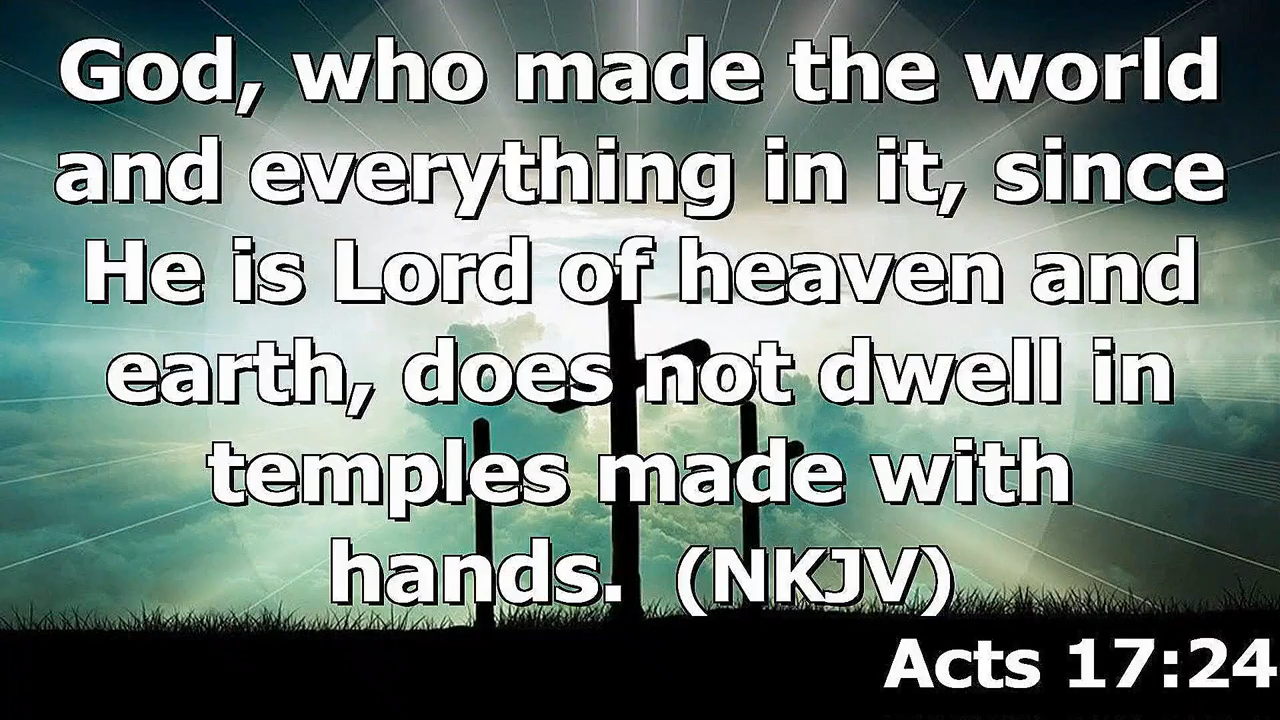 God, who made the world
and everything in it, since
He is Lord of heaven and
earth, does not dwell in
temples made with
hands.  (NKJV)
Acts 17:24